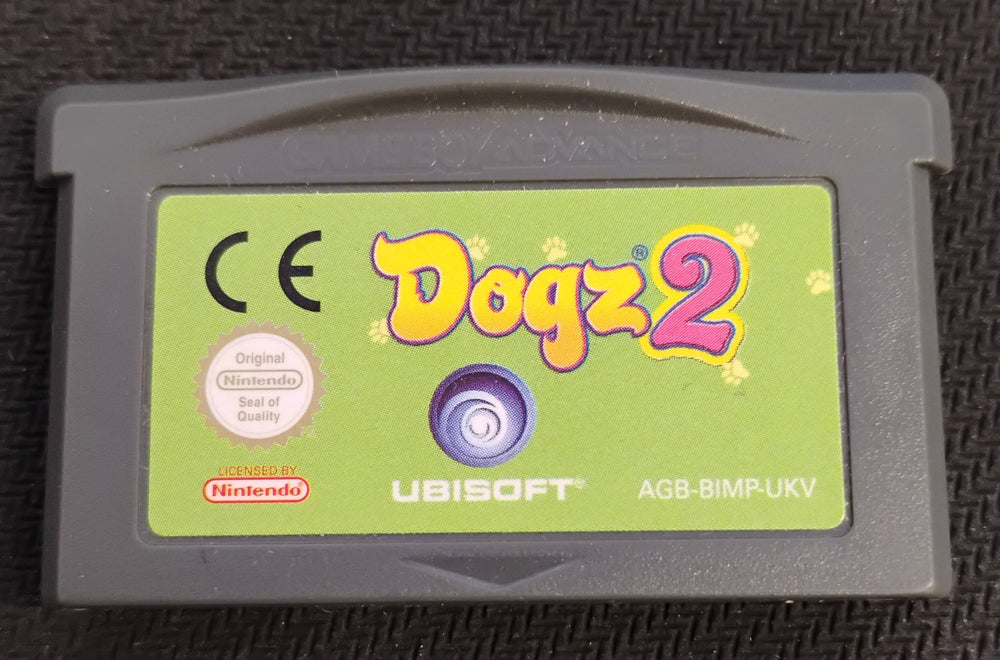 GAME BOY ADVANCE
CE
Dogz® 2
Original
Nintendo
Seal of
Quality
LICENSED BY
Nintendo®
UBISOFT®
AGB-BIMP-UKV